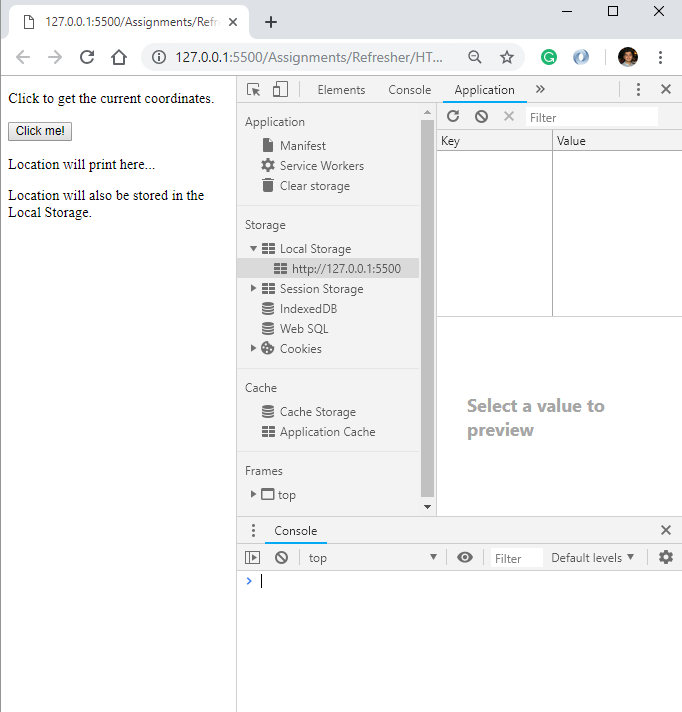 127.0.0.1:5500/Assignments/Refre
127.0.0.1:5500/Assignments/Refresher/HT...
Click to get the current coordinates.
Click me!
Location will print here...
Location will also be stored in the
Local Storage.
Elements Console Application
Application
Manifest
Service Workers
Clear storage
Storage
Local Storage
http://127.0.0.1:5500
Session Storage
IndexedDB
Web SQL
Cookies
Cache
Cache Storage
Application Cache
Frames
top
Filter
Key Value
Select a value to
preview
Console
top Filter Default levels